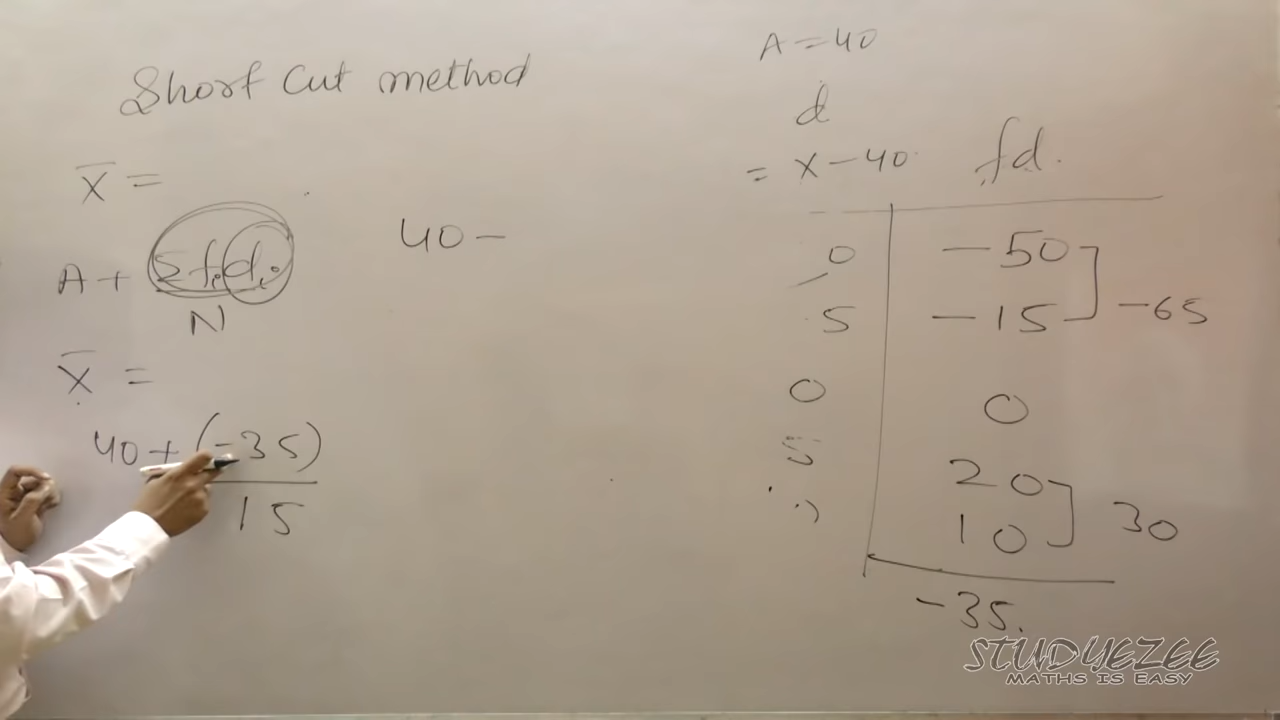 Short Cut method
X̄ =
A + Σfᵢdᵢ
N
X̄ =
40 + (-35)
15
40 -
A = 40
d
= X - 40 fd.
0 - 50
5 - 15 - 65
0 0
5 20
10 30
- 35.
STUDYEZEE
MATHS IS EASY